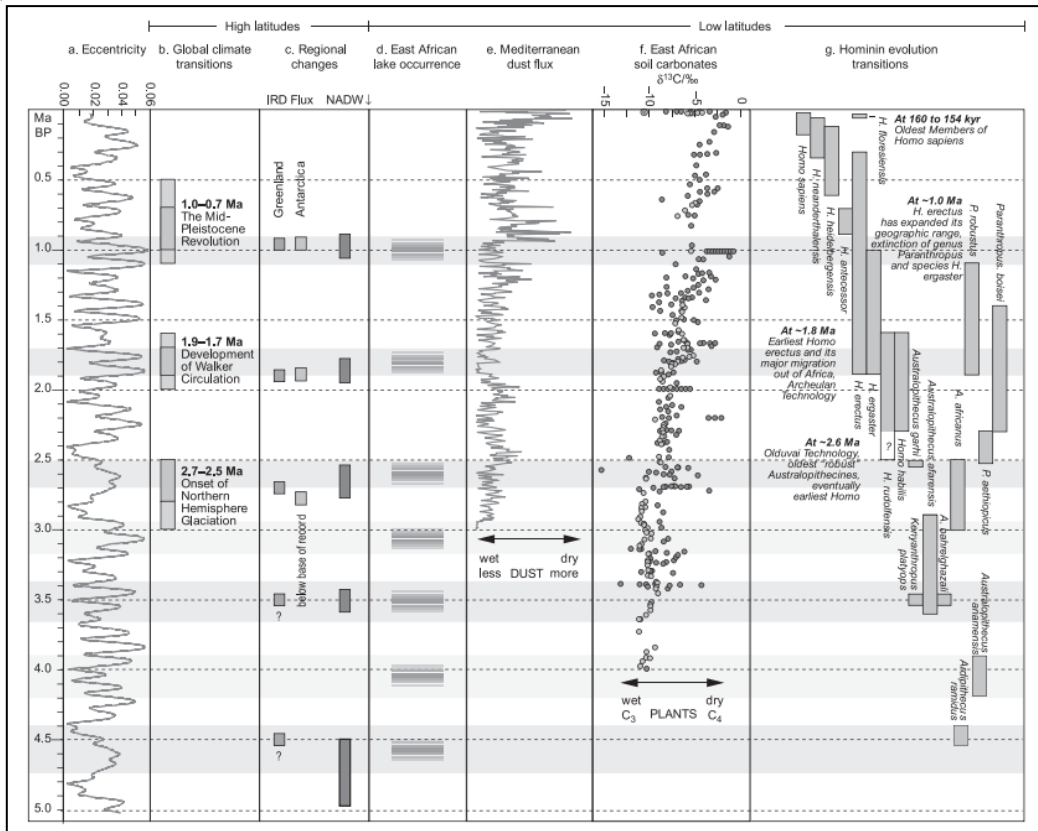 High latitudes
Low latitudes
a. Eccentricity
b. Global climate
transitions
c. Regional
changes
d. East African
lake occurrence
e. Mediterranean
dust flux
f. East African
soil carbonates
δ¹³C/‰
g. Hominin evolution
transitions
IRD Flux
NADW↓
0.00
0.02
0.04
0.06
-15
-10
-5
0
Ma
BP
0.5
1.0
1.5
2.0
2.5
3.0
3.5
4.0
4.5
5.0
1.0–0.7 Ma
The Mid-
Pleistocene
Revolution
1.9–1.7 Ma
Development
of Walker
Circulation
2.7–2.5 Ma
Onset of
Northern
Hemisphere
Glaciation
Greenland
Antarctica
below base of record
?
?
wet
dry
less DUST more
wet
dry
C₃ PLANTS C₄
At 160 to 154 kyr
Oldest Members of
Homo sapiens
At ~1.0 Ma
H. erectus
has expanded its
geographic range,
extinction of genus
Paranthropus
and species H.
ergaster
At ~1.8 Ma
Earliest Homo
erectus and its
major migration
out of Africa,
Archeulan
Technology
At ~2.6 Ma
Olduvai Technology,
oldest "robust"
Australopithecines,
eventually
earliest Homo
Homo sapiens
H. neanderthalensis
H. heidelbergensis
H. antecessor
H. floresiensis
H. erectus
H. ergaster
?
H. rudolfensis
Homo habilis
Australopithecus garhi
Australopithecus afarensis
Kenyanthropus
platyops
A. bahrelghazali
A. africanus
P. robustus
Paranthropus. boisei
P. aethiopicus
Australopithecus
anamensis
Ardipithecus
ramidus